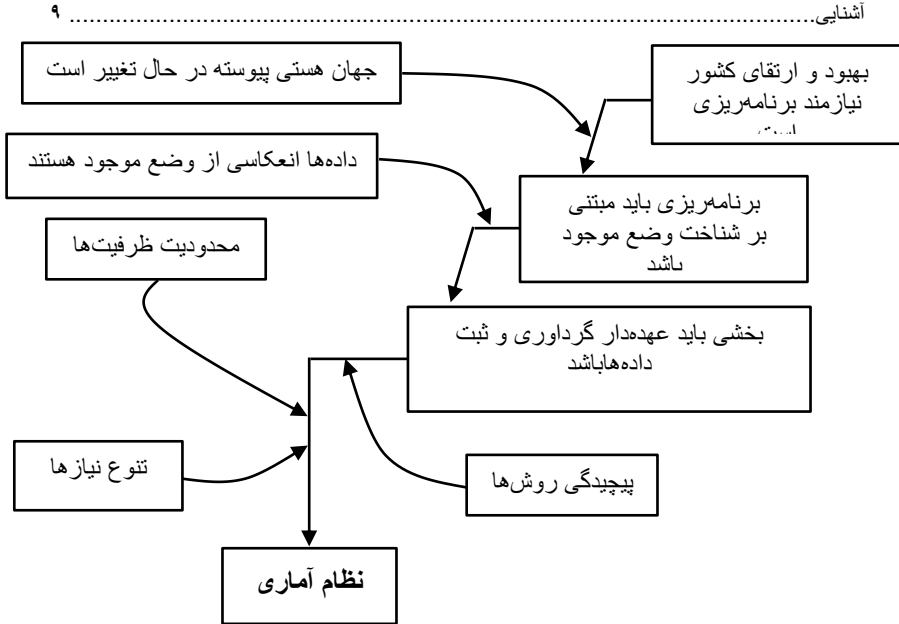 آشنایی.......................................................................................................... ۹
بهبود و ارتقای کشور
نیازمند برنامه‌ریزی
است
جهان هستی پیوسته در حال تغییر است
داده‌ها انعکاسی از وضع موجود هستند
برنامه‌ریزی باید مبتنی
بر شناخت وضع موجود
باشد
محدودیت ظرفیت‌ها
بخشی باید عهده‌دار گرداوری و ثبت
داده‌هاباشد
تنوع نیازها
پیچیدگی روش‌ها
نظام آماری